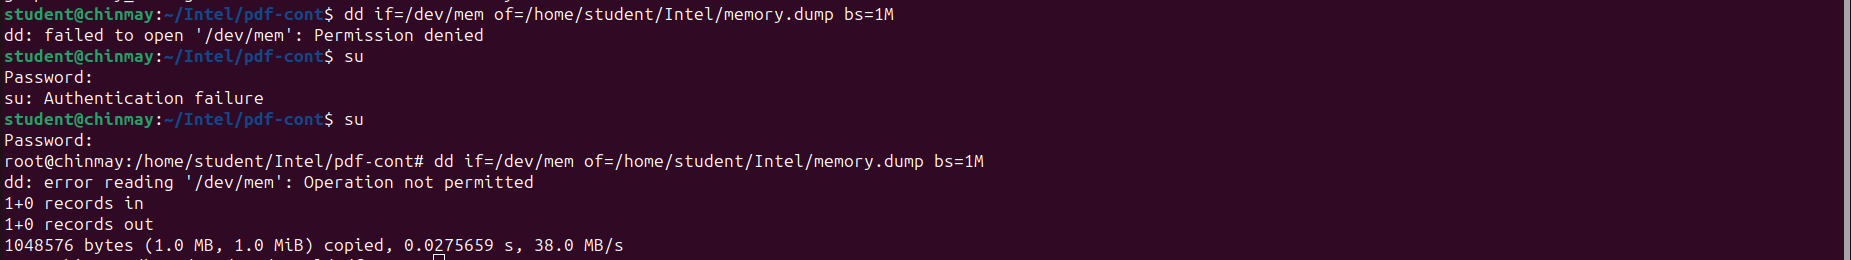 student@chinmay:~/Intel/pdf-cont$ dd if=/dev/mem of=/home/student/Intel/memory.dump bs=1M
dd: failed to open '/dev/mem': Permission denied
student@chinmay:~/Intel/pdf-cont$ su
Password:
su: Authentication failure
student@chinmay:~/Intel/pdf-cont$ su
Password:
root@chinmay:/home/student/Intel/pdf-cont# dd if=/dev/mem of=/home/student/Intel/memory.dump bs=1M
dd: error reading '/dev/mem': Operation not permitted
1+0 records in
1+0 records out
1048576 bytes (1.0 MB, 1.0 MiB) copied, 0.0275659 s, 38.0 MB/s